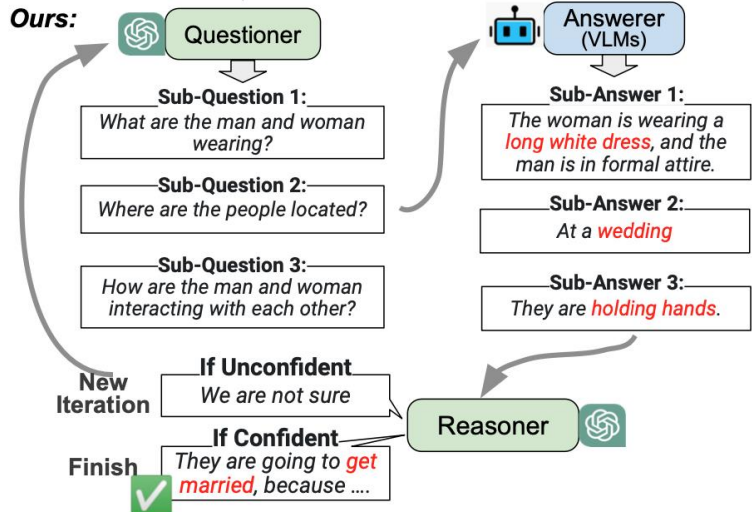 Ours:
Questioner
Sub-Question 1:
What are the man and woman
wearing?
Sub-Question 2:
Where are the people located?
Sub-Question 3:
How are the man and woman
interacting with each other?
Answerer
(VLMs)
Sub-Answer 1:
The woman is wearing a
long white dress, and the
man is in formal attire.
Sub-Answer 2:
At a wedding
Sub-Answer 3:
They are holding hands.
Reasoner
If Unconfident
We are not sure
New
Iteration
If Confident
They are going to get
married, because ....
Finish